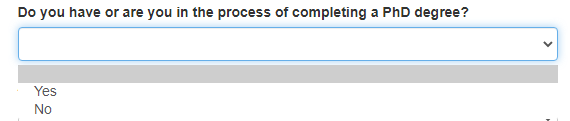 Do you have or are you in the process of completing a PhD degree?
Yes
No